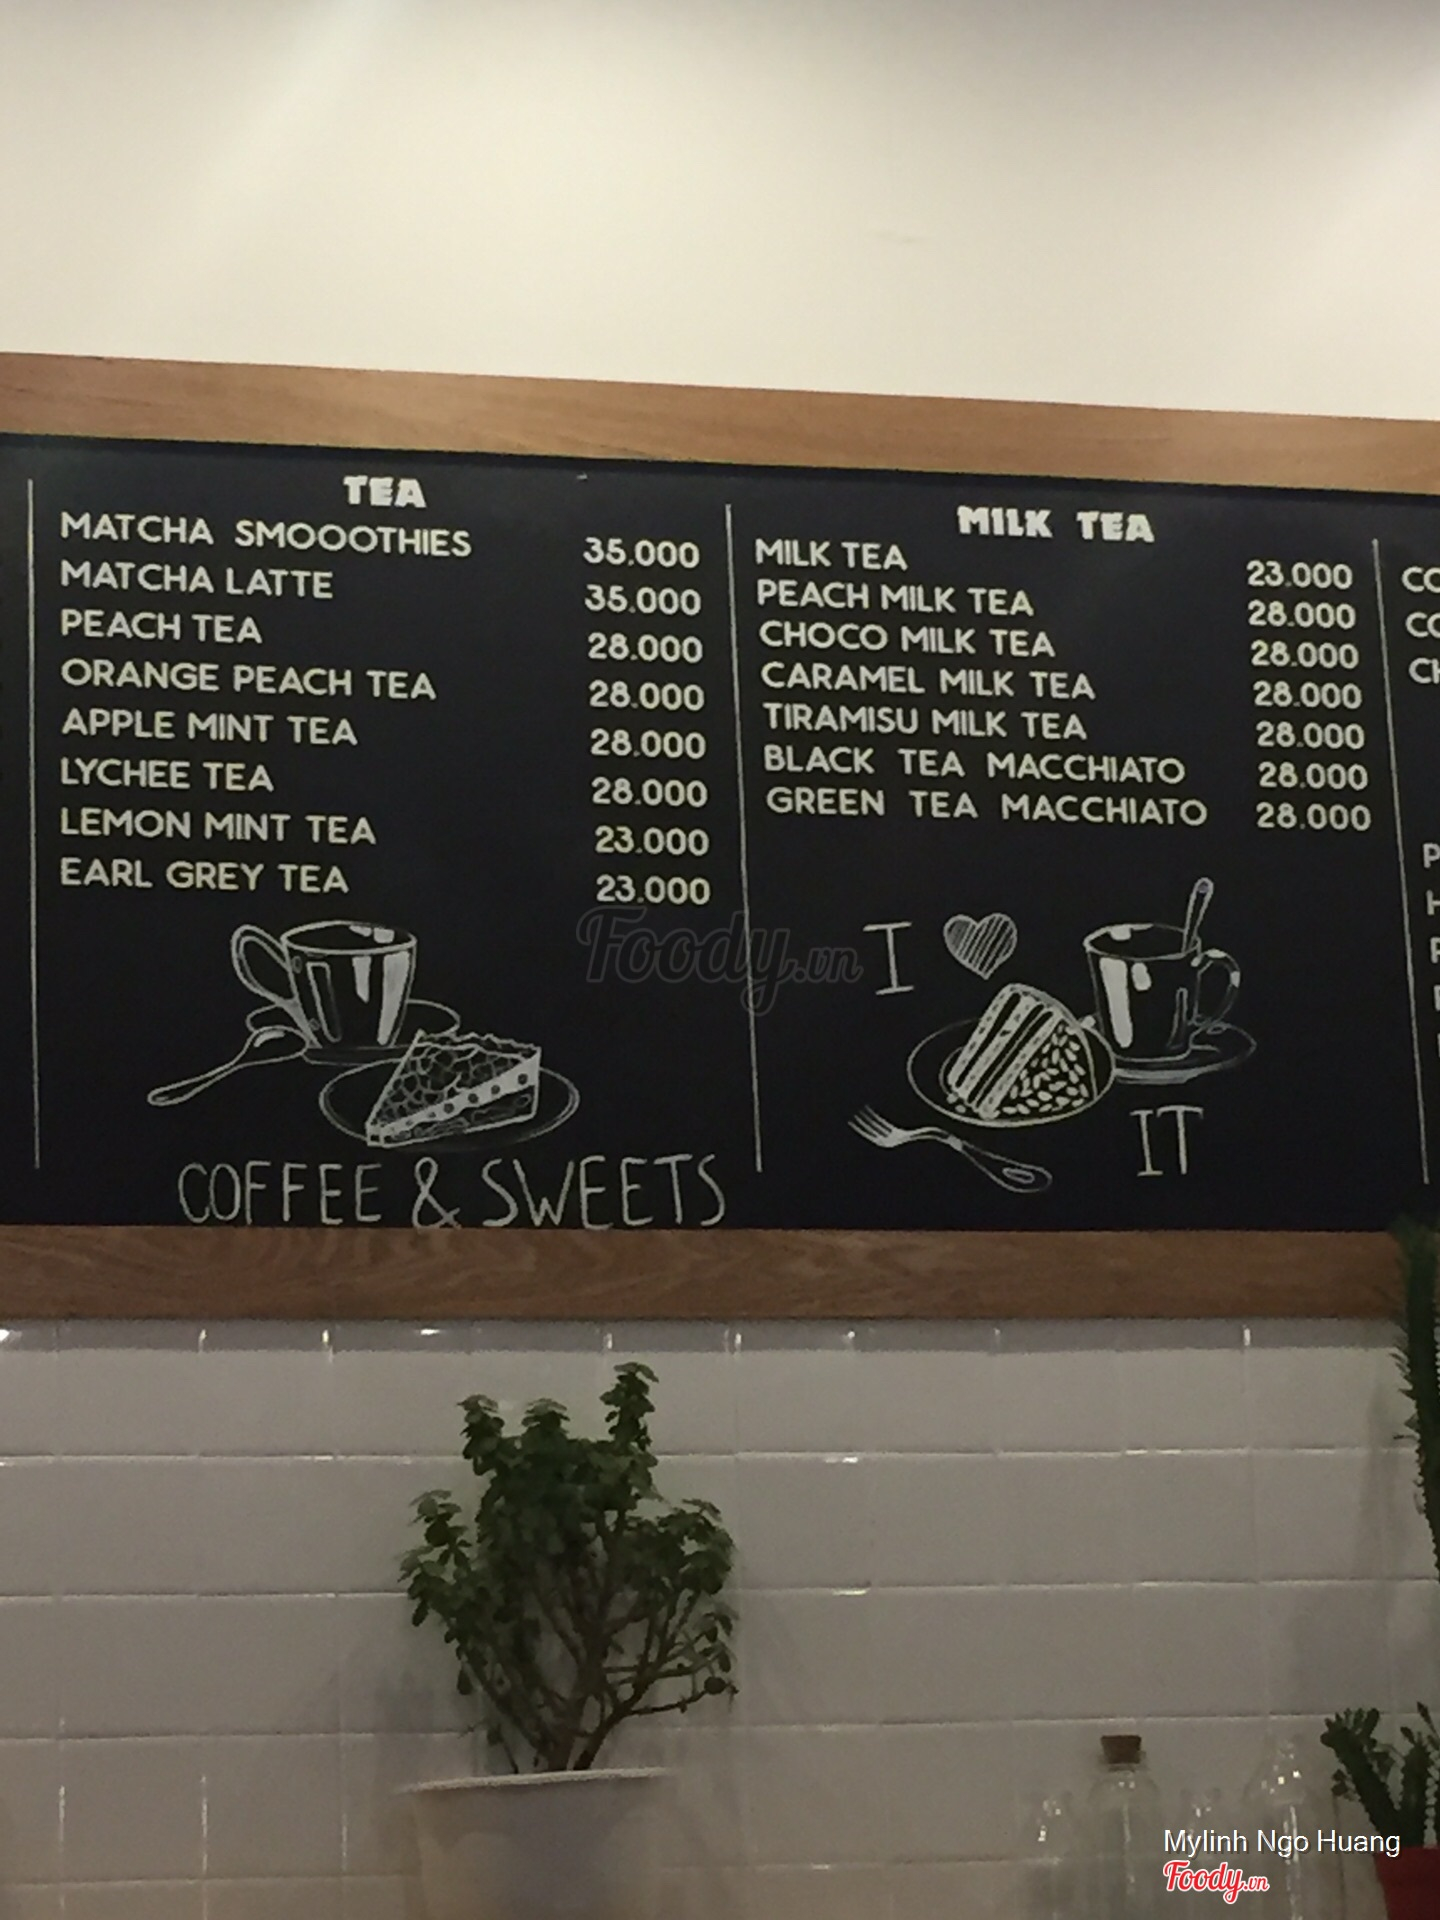 TEA
MATCHA SMOOOTHIES 35.000
MATCHA LATTE 35.000
PEACH TEA 28.000
ORANGE PEACH TEA 28.000
APPLE MINT TEA 28.000
LYCHEE TEA 28.000
LEMON MINT TEA 23.000
EARL GREY TEA 23.000
COFFEE & SWEETS
MILK TEA
MILK TEA 23.000
PEACH MILK TEA 28.000
CHOCO MILK TEA 28.000
CARAMEL MILK TEA 28.000
TIRAMISU MILK TEA 28.000
BLACK TEA MACCHIATO 28.000
GREEN TEA MACCHIATO 28.000
I
IT
Foody.vn
Mylinh Ngo Huang
Foody.vn